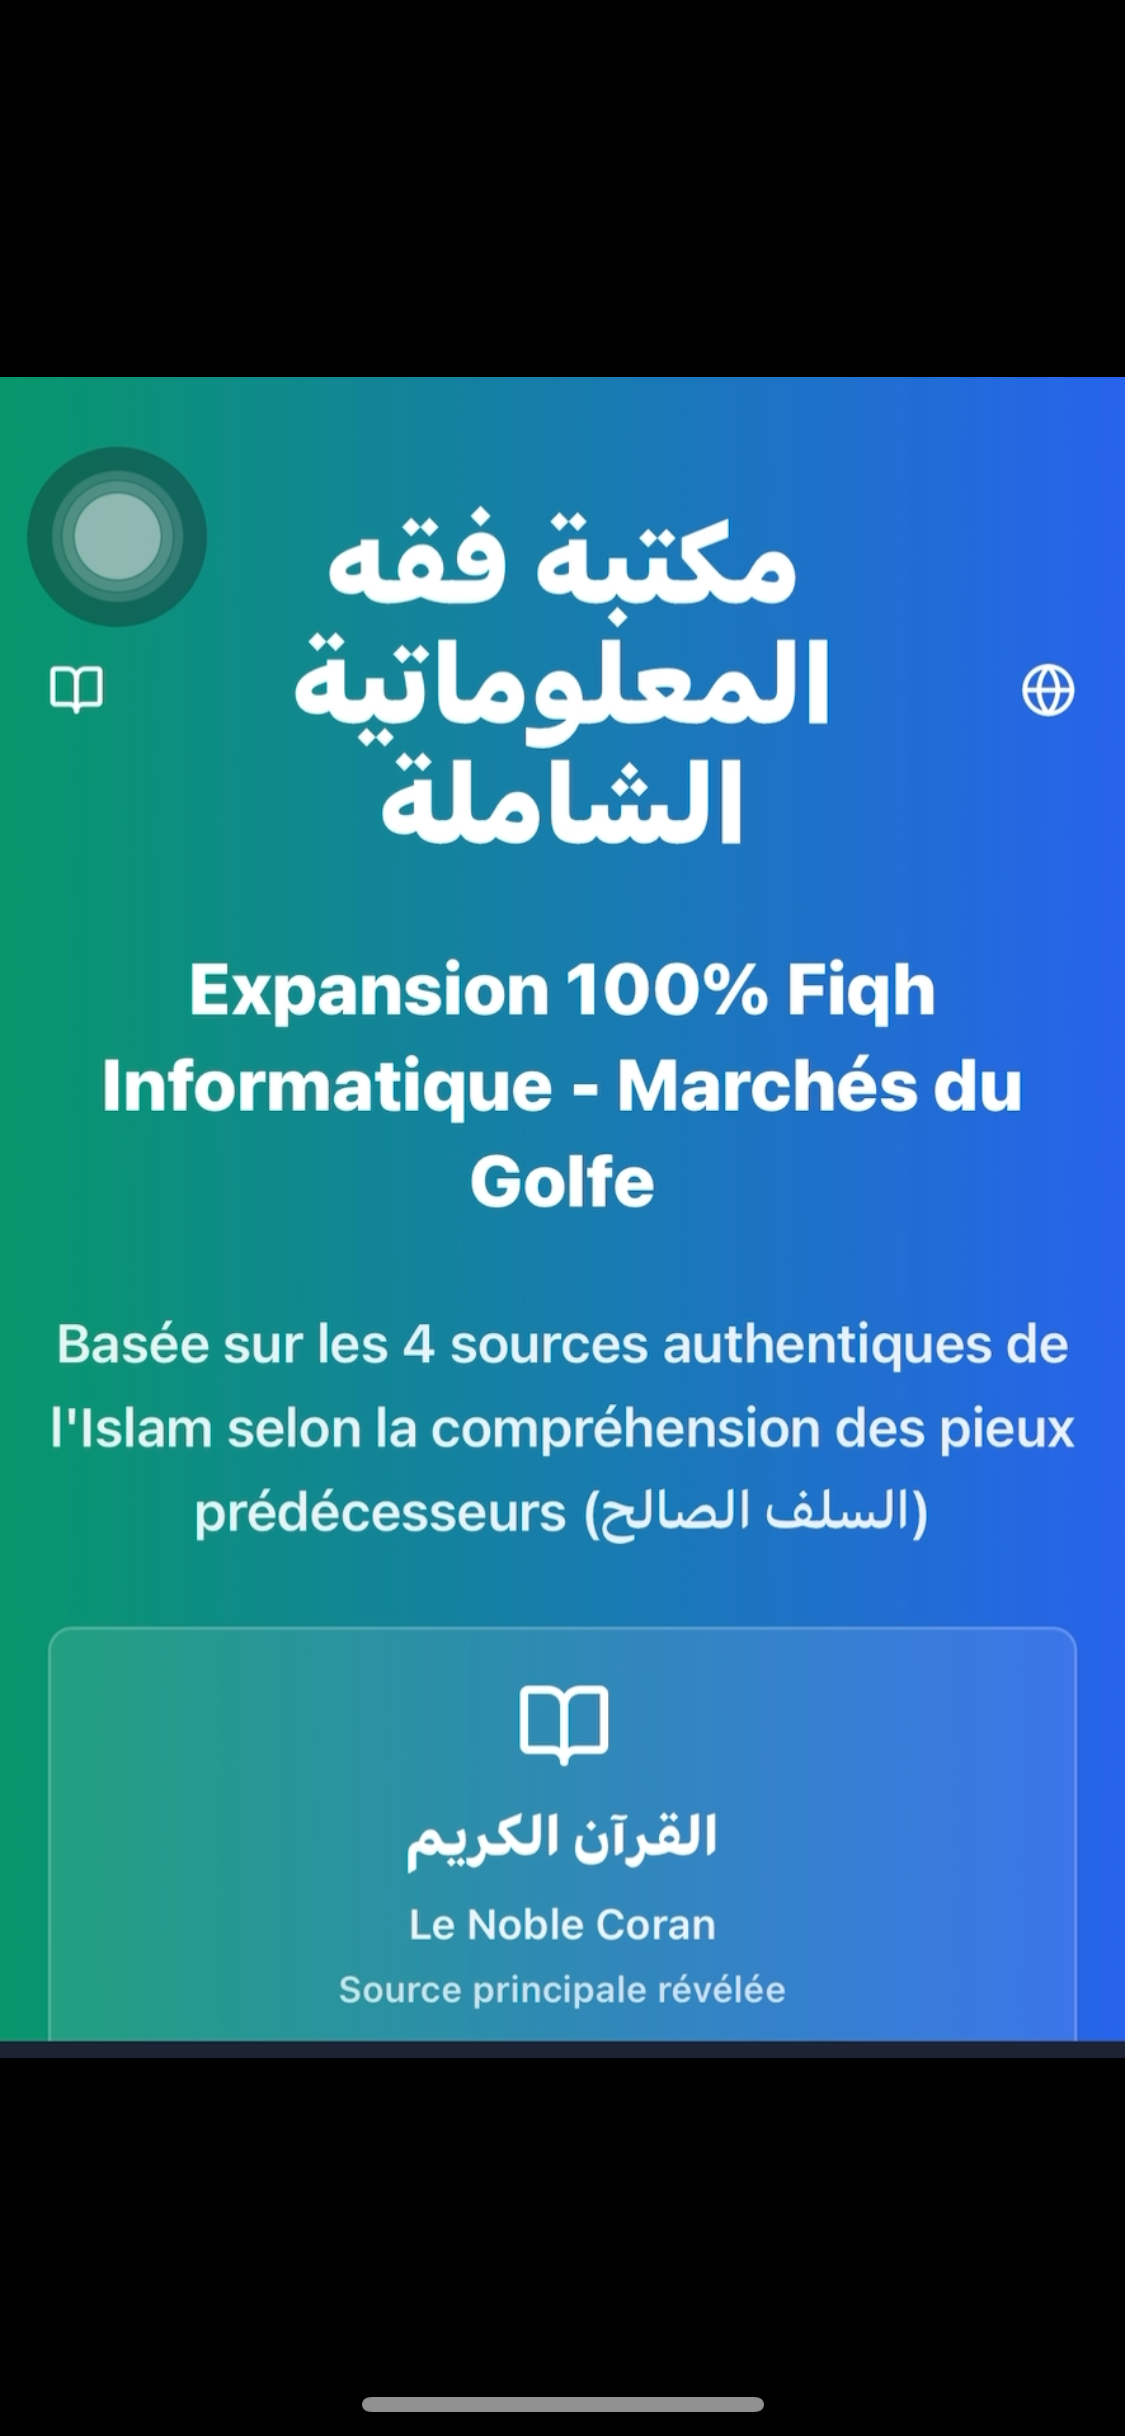 مكتبة فقه
المعلوماتية
الشاملة
Expansion 100% Fiqh
Informatique - Marchés du
Golfe
Basée sur les 4 sources authentiques de
l'Islam selon la compréhension des pieux
prédécesseurs (السلف الصالح)
القرآن الكريم
Le Noble Coran
Source principale révélée